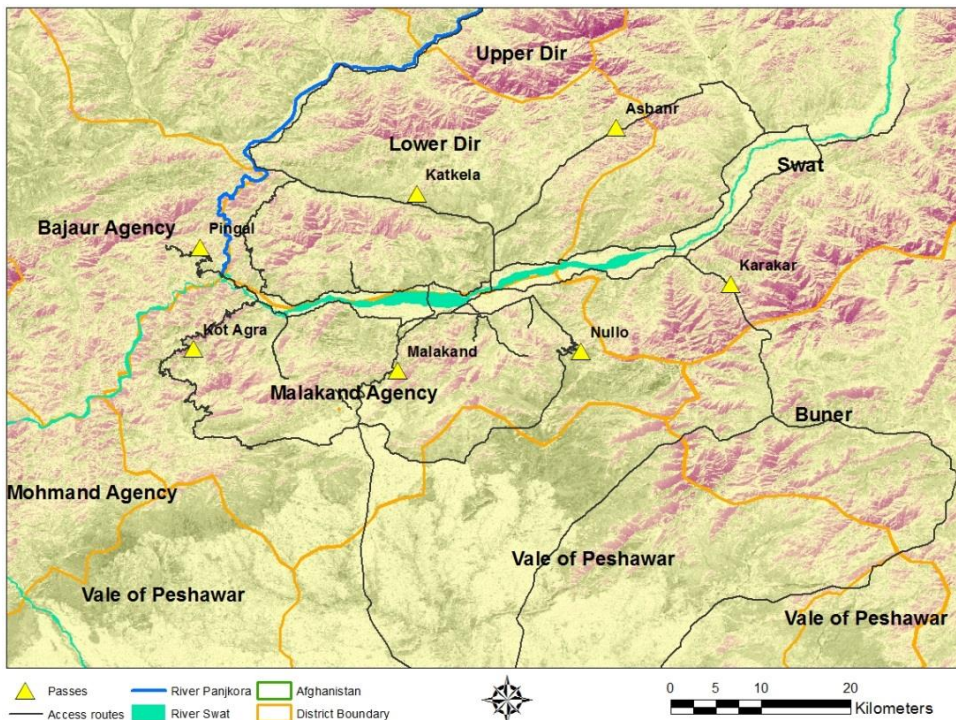 Upper Dir
Asbanr
Lower Dir
Swat
Katkela
Bajaur Agency
Pingal
Karakar
Kot Agra
Malakand
Nullo
Malakand Agency
Buner
Mohmand Agency
Vale of Peshawar
Vale of Peshawar
Vale of Peshawar
Passes
River Panjkora
Afghanistan
Access routes
River Swat
District Boundary
0 5 10 20
Kilometers